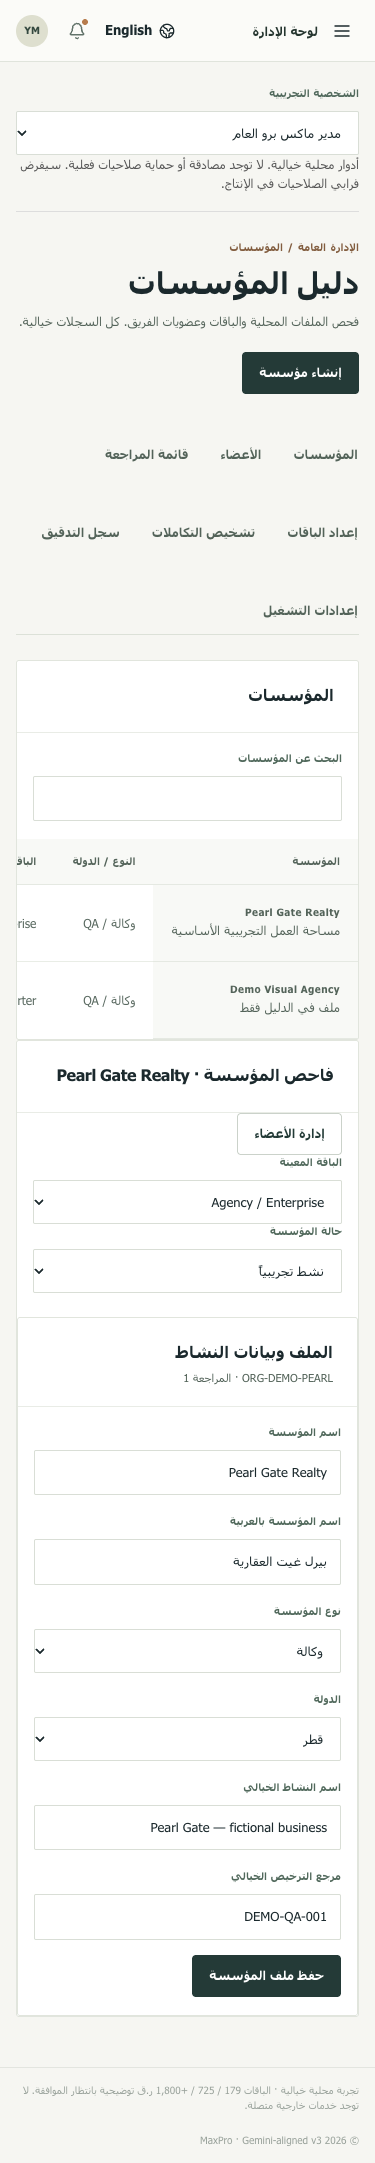 لوحة الإدارة
English
YM
الشخصية التجريبية
مدير ماكس برو العام
أدوار محلية خيالية. لا توجد مصادقة أو حماية صلاحيات فعلية. سيفرض
فرابي الصلاحيات في الإنتاج.
الإدارة العامة / المؤسسات
دليل المؤسسات
فحص الملفات المحلية والباقات وعضويات الفريق. كل السجلات خيالية.
إنشاء مؤسسة
المؤسسات الأعضاء قائمة المراجعة
إعداد الباقات تشخيص التكاملات سجل التدقيق
إعدادات التشغيل
المؤسسات
البحث عن المؤسسات
المؤسسة النوع / الدولة الباق
Pearl Gate Realty
مساحة العمل التجريبية الأساسية
وكالة / QA
rise
Demo Visual Agency
ملف في الدليل فقط
وكالة / QA
rter
فاحص المؤسسة · Pearl Gate Realty
إدارة الأعضاء
الباقة المعينة
Agency / Enterprise
حالة المؤسسة
نشط تجريبياً
الملف وبيانات النشاط
ORG-DEMO-PEARL · المراجعة 1
اسم المؤسسة
Pearl Gate Realty
اسم المؤسسة بالعربية
بيرل غيت العقارية
نوع المؤسسة
وكالة
الدولة
قطر
اسم النشاط الخيالي
Pearl Gate — fictional business
مرجع الترخيص الخيالي
DEMO-QA-001
حفظ ملف المؤسسة
تجربة محلية خيالية · الباقات 179 / 725 / +1,800 ر.ق توضيحية بانتظار الموافقة. لا
توجد خدمات خارجية متصلة.
© 2026 MaxPro · Gemini-aligned v3